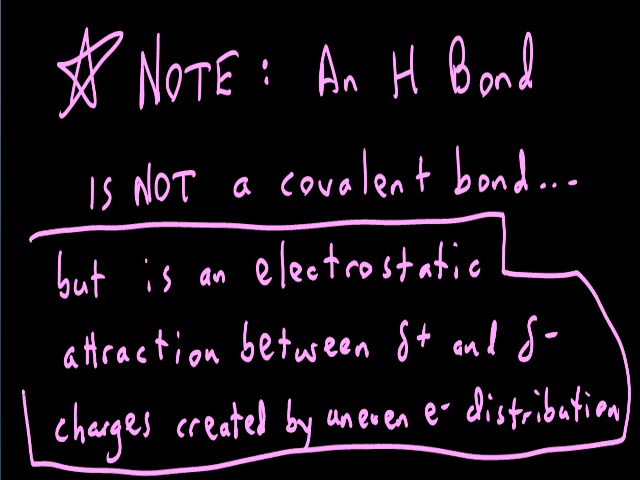 NOTE: An H Bond
is NOT a covalent bond...
but is an electrostatic
attraction between δ+ and δ-
charges created by uneven e- distribution